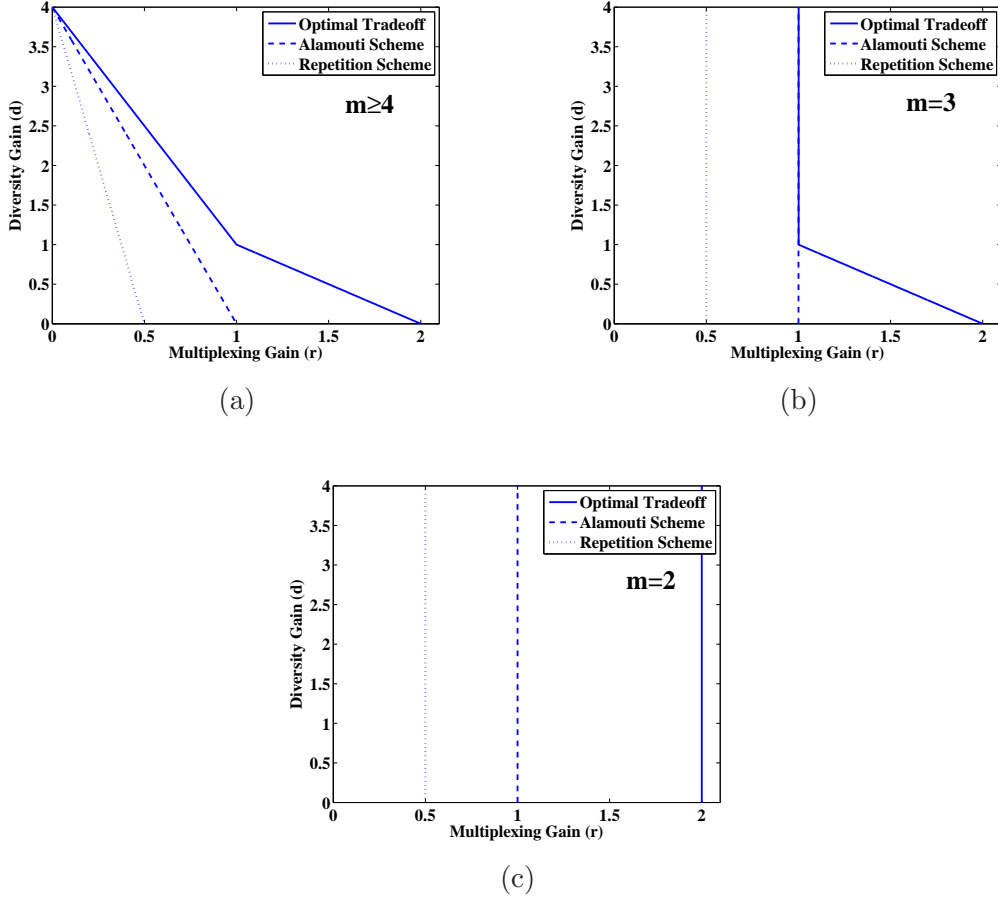 4
3.5
3
2.5
2
1.5
1
0.5
0
Diversity Gain (d)
Optimal Tradeoff
Alamouti Scheme
Repetition Scheme
m≥4
0
0.5
1
1.5
2
Multiplexing Gain (r)
(a)
4
3.5
3
2.5
2
1.5
1
0.5
0
Diversity Gain (d)
Optimal Tradeoff
Alamouti Scheme
Repetition Scheme
m=3
0
0.5
1
1.5
2
Multiplexing Gain (r)
(b)
4
3.5
3
2.5
2
1.5
1
0.5
0
Diversity Gain (d)
Optimal Tradeoff
Alamouti Scheme
Repetition Scheme
m=2
0
0.5
1
1.5
2
Multiplexing Gain (r)
(c)